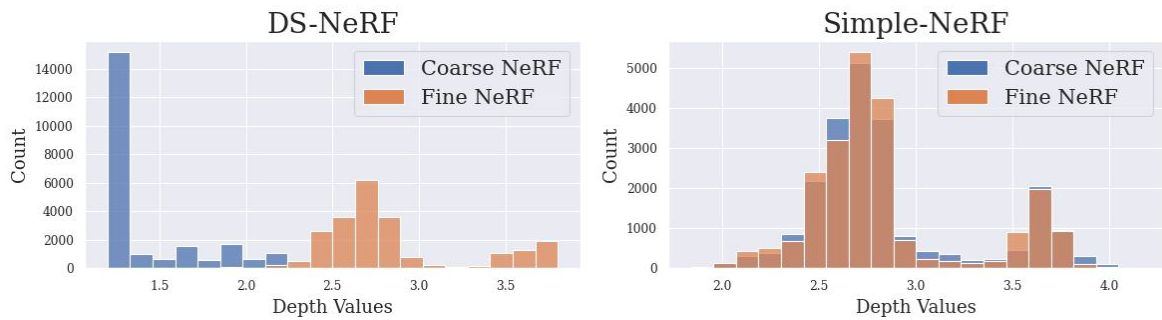 DS-NeRF
14000
12000
10000
8000
6000
4000
2000
0
Count
Coarse NeRF
Fine NeRF
1.5
2.0
2.5
3.0
3.5
Depth Values
Simple-NeRF
5000
4000
3000
2000
1000
0
Count
Coarse NeRF
Fine NeRF
2.0
2.5
3.0
3.5
4.0
Depth Values